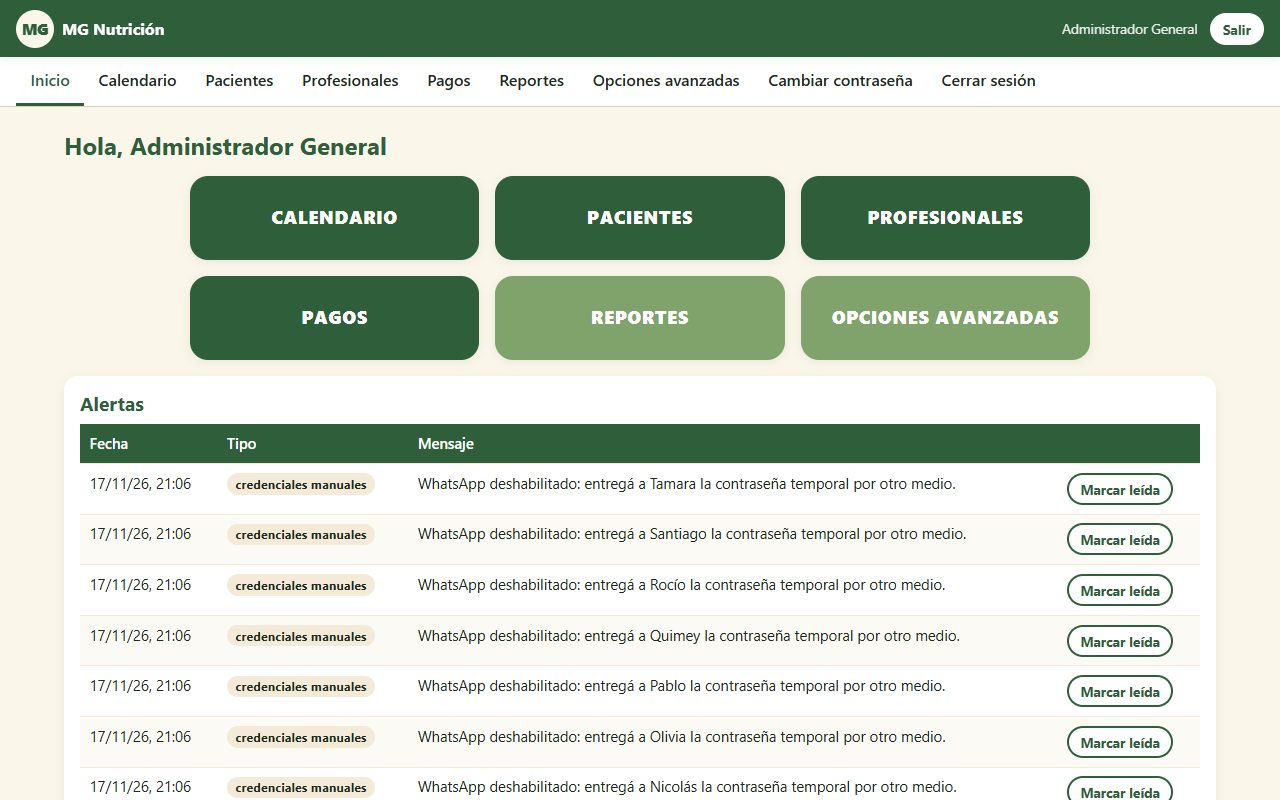 MG MG Nutrición Administrador General Salir
Inicio Calendario Pacientes Profesionales Pagos Reportes Opciones avanzadas Cambiar contraseña Cerrar sesión
Hola, Administrador General
CALENDARIO PACIENTES PROFESIONALES
PAGOS REPORTES OPCIONES AVANZADAS
Alertas
Fecha Tipo Mensaje
17/11/26, 21:06 credenciales manuales WhatsApp deshabilitado: entregá a Tamara la contraseña temporal por otro medio. Marcar leída
17/11/26, 21:06 credenciales manuales WhatsApp deshabilitado: entregá a Santiago la contraseña temporal por otro medio. Marcar leída
17/11/26, 21:06 credenciales manuales WhatsApp deshabilitado: entregá a Rocío la contraseña temporal por otro medio. Marcar leída
17/11/26, 21:06 credenciales manuales WhatsApp deshabilitado: entregá a Quimey la contraseña temporal por otro medio. Marcar leída
17/11/26, 21:06 credenciales manuales WhatsApp deshabilitado: entregá a Pablo la contraseña temporal por otro medio. Marcar leída
17/11/26, 21:06 credenciales manuales WhatsApp deshabilitado: entregá a Olivia la contraseña temporal por otro medio. Marcar leída
17/11/26, 21:06 credenciales manuales WhatsApp deshabilitado: entregá a Nicolás la contraseña temporal por otro medio. Marcar leída